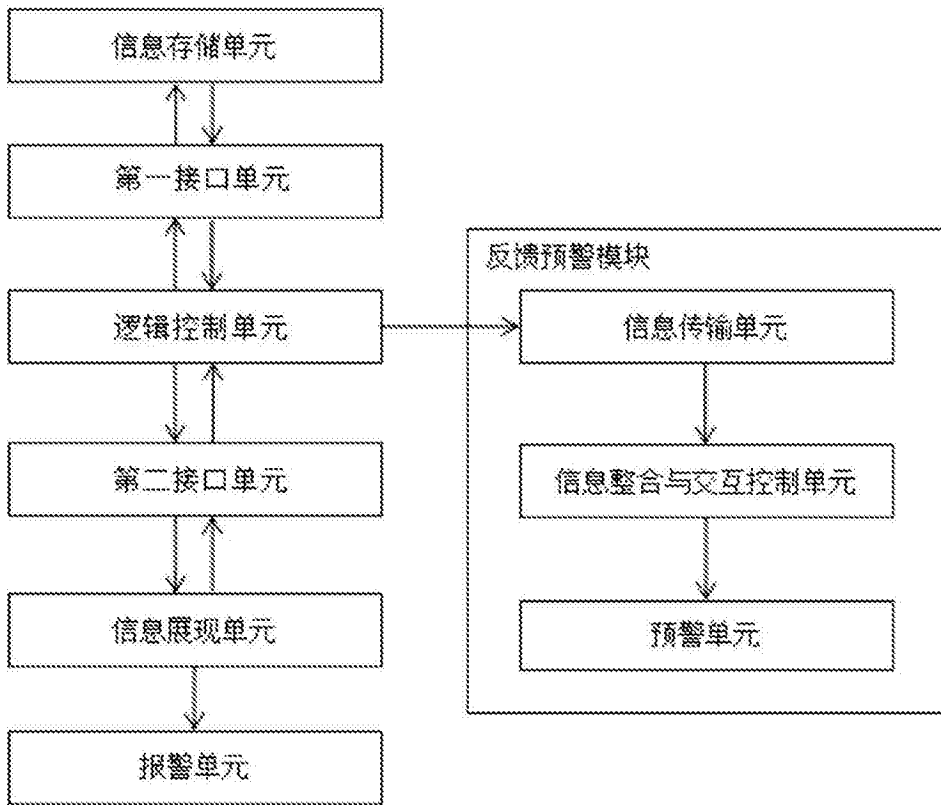 信息存储单元
第一接口单元
逻辑控制单元
第二接口单元
信息展现单元
报警单元
反馈预警模块
信息传输单元
信息整合与交互控制单元
预警单元